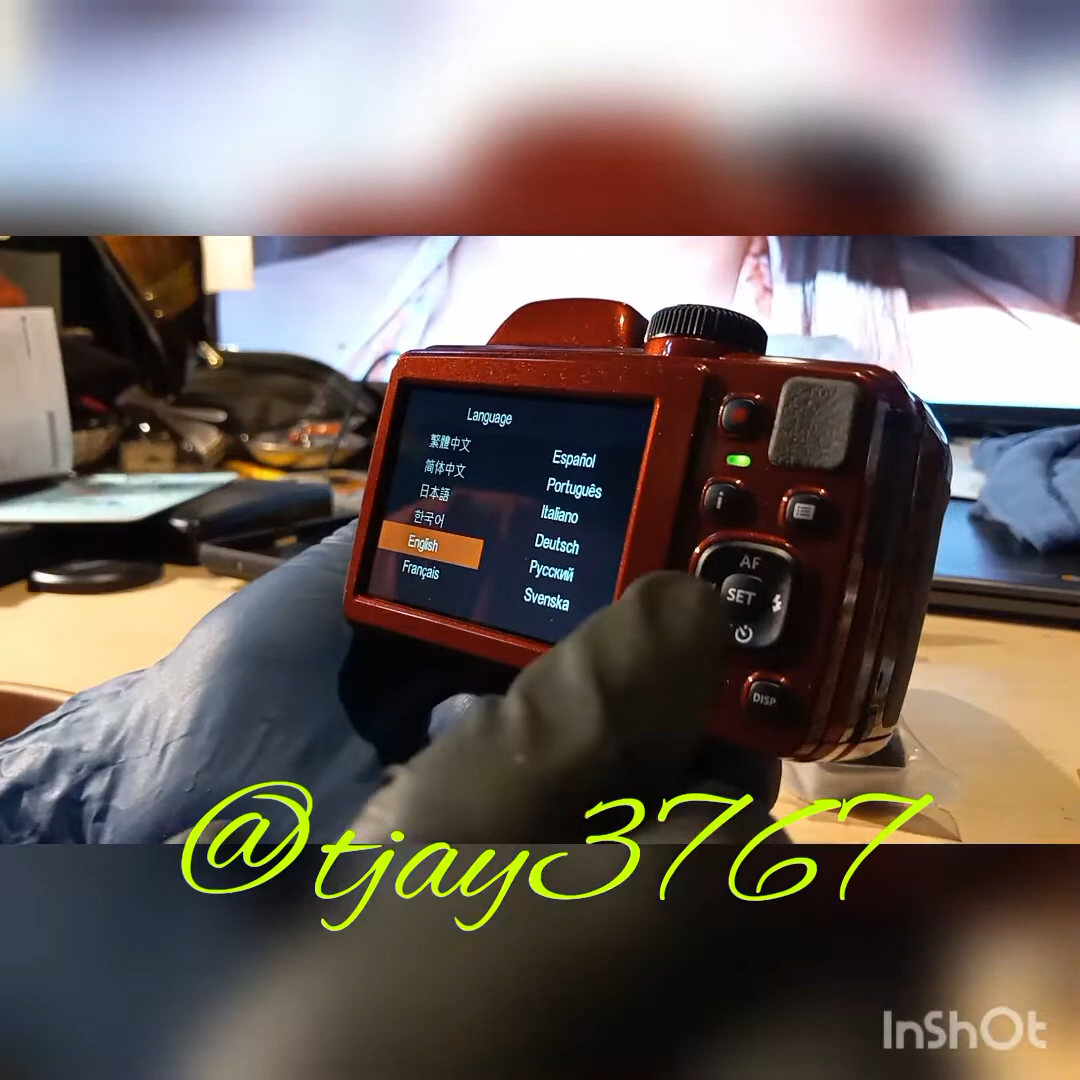 Language
繁體中文
简体中文
日本語
한국어
English
Français
Español
Português
Italiano
Deutsch
Русский
Svenska
i
AF
SET
DISP.
@tjay3767
InShOt